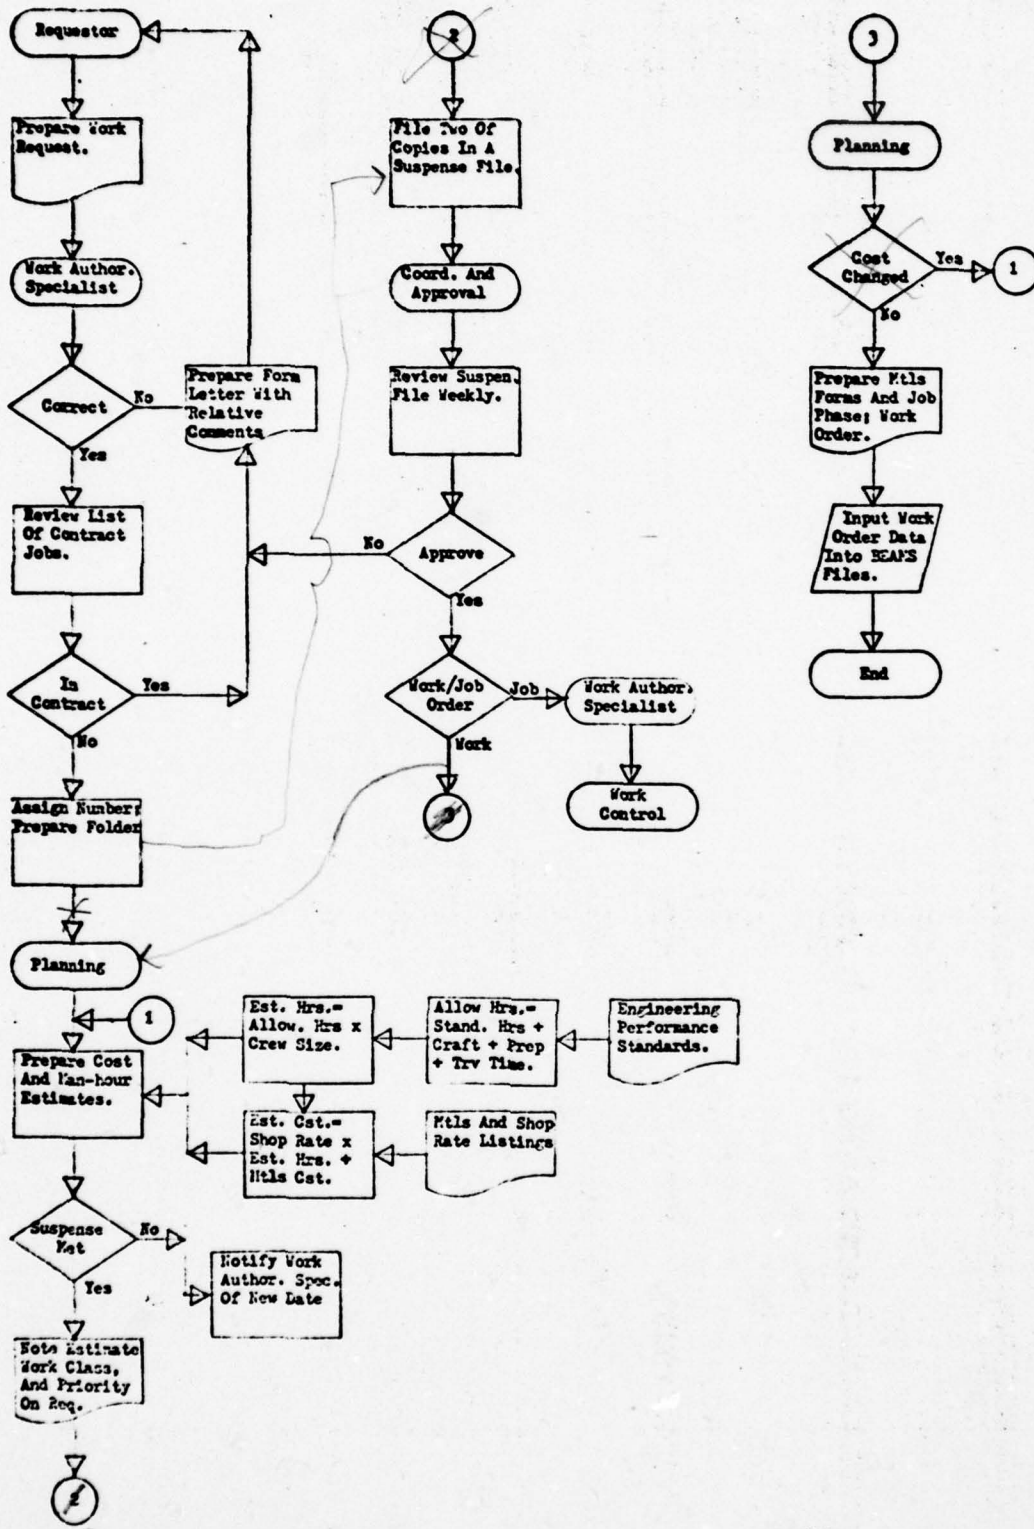 Requestor
Prepare Work
Request.
Work Author.
Specialist
Correct
No
Yes
Prepare Form
Letter With
Relative
Comments
Review List
Of Contract
Jobs.
In
Contract
Yes
No
Assign Number;
Prepare Folder
Planning
1
Prepare Cost
And Man-hour
Estimates.
Est. Hrs.=
Allow. Hrs x
Crew Size.
Allow Hrs.=
Stand. Hrs +
Craft + Prep
+ Trv Time.
Engineering
Performance
Standards.
Est. Cst.=
Shop Rate x
Est. Hrs. +
Mtls Cst.
Mtls And Shop
Rate Listings
Suspense
Met
No
Yes
Notify Work
Author. Spec.
Of New Date
Note Estimate
Work Class,
And Priority
On Req.
2
2
File Two Of
Copies In A
Suspense File.
Coord. And
Approval
Review Suspen.
File Weekly.
Approve
No
Yes
Work/Job
Order
Job
Work
Work Author.
Specialist
Work
Control
3
3
Planning
Cost
Changed
Yes
1
No
Prepare Mtls
Forms And Job
Phase; Work
Order.
Input Work
Order Data
Into BEAMS
Files.
End